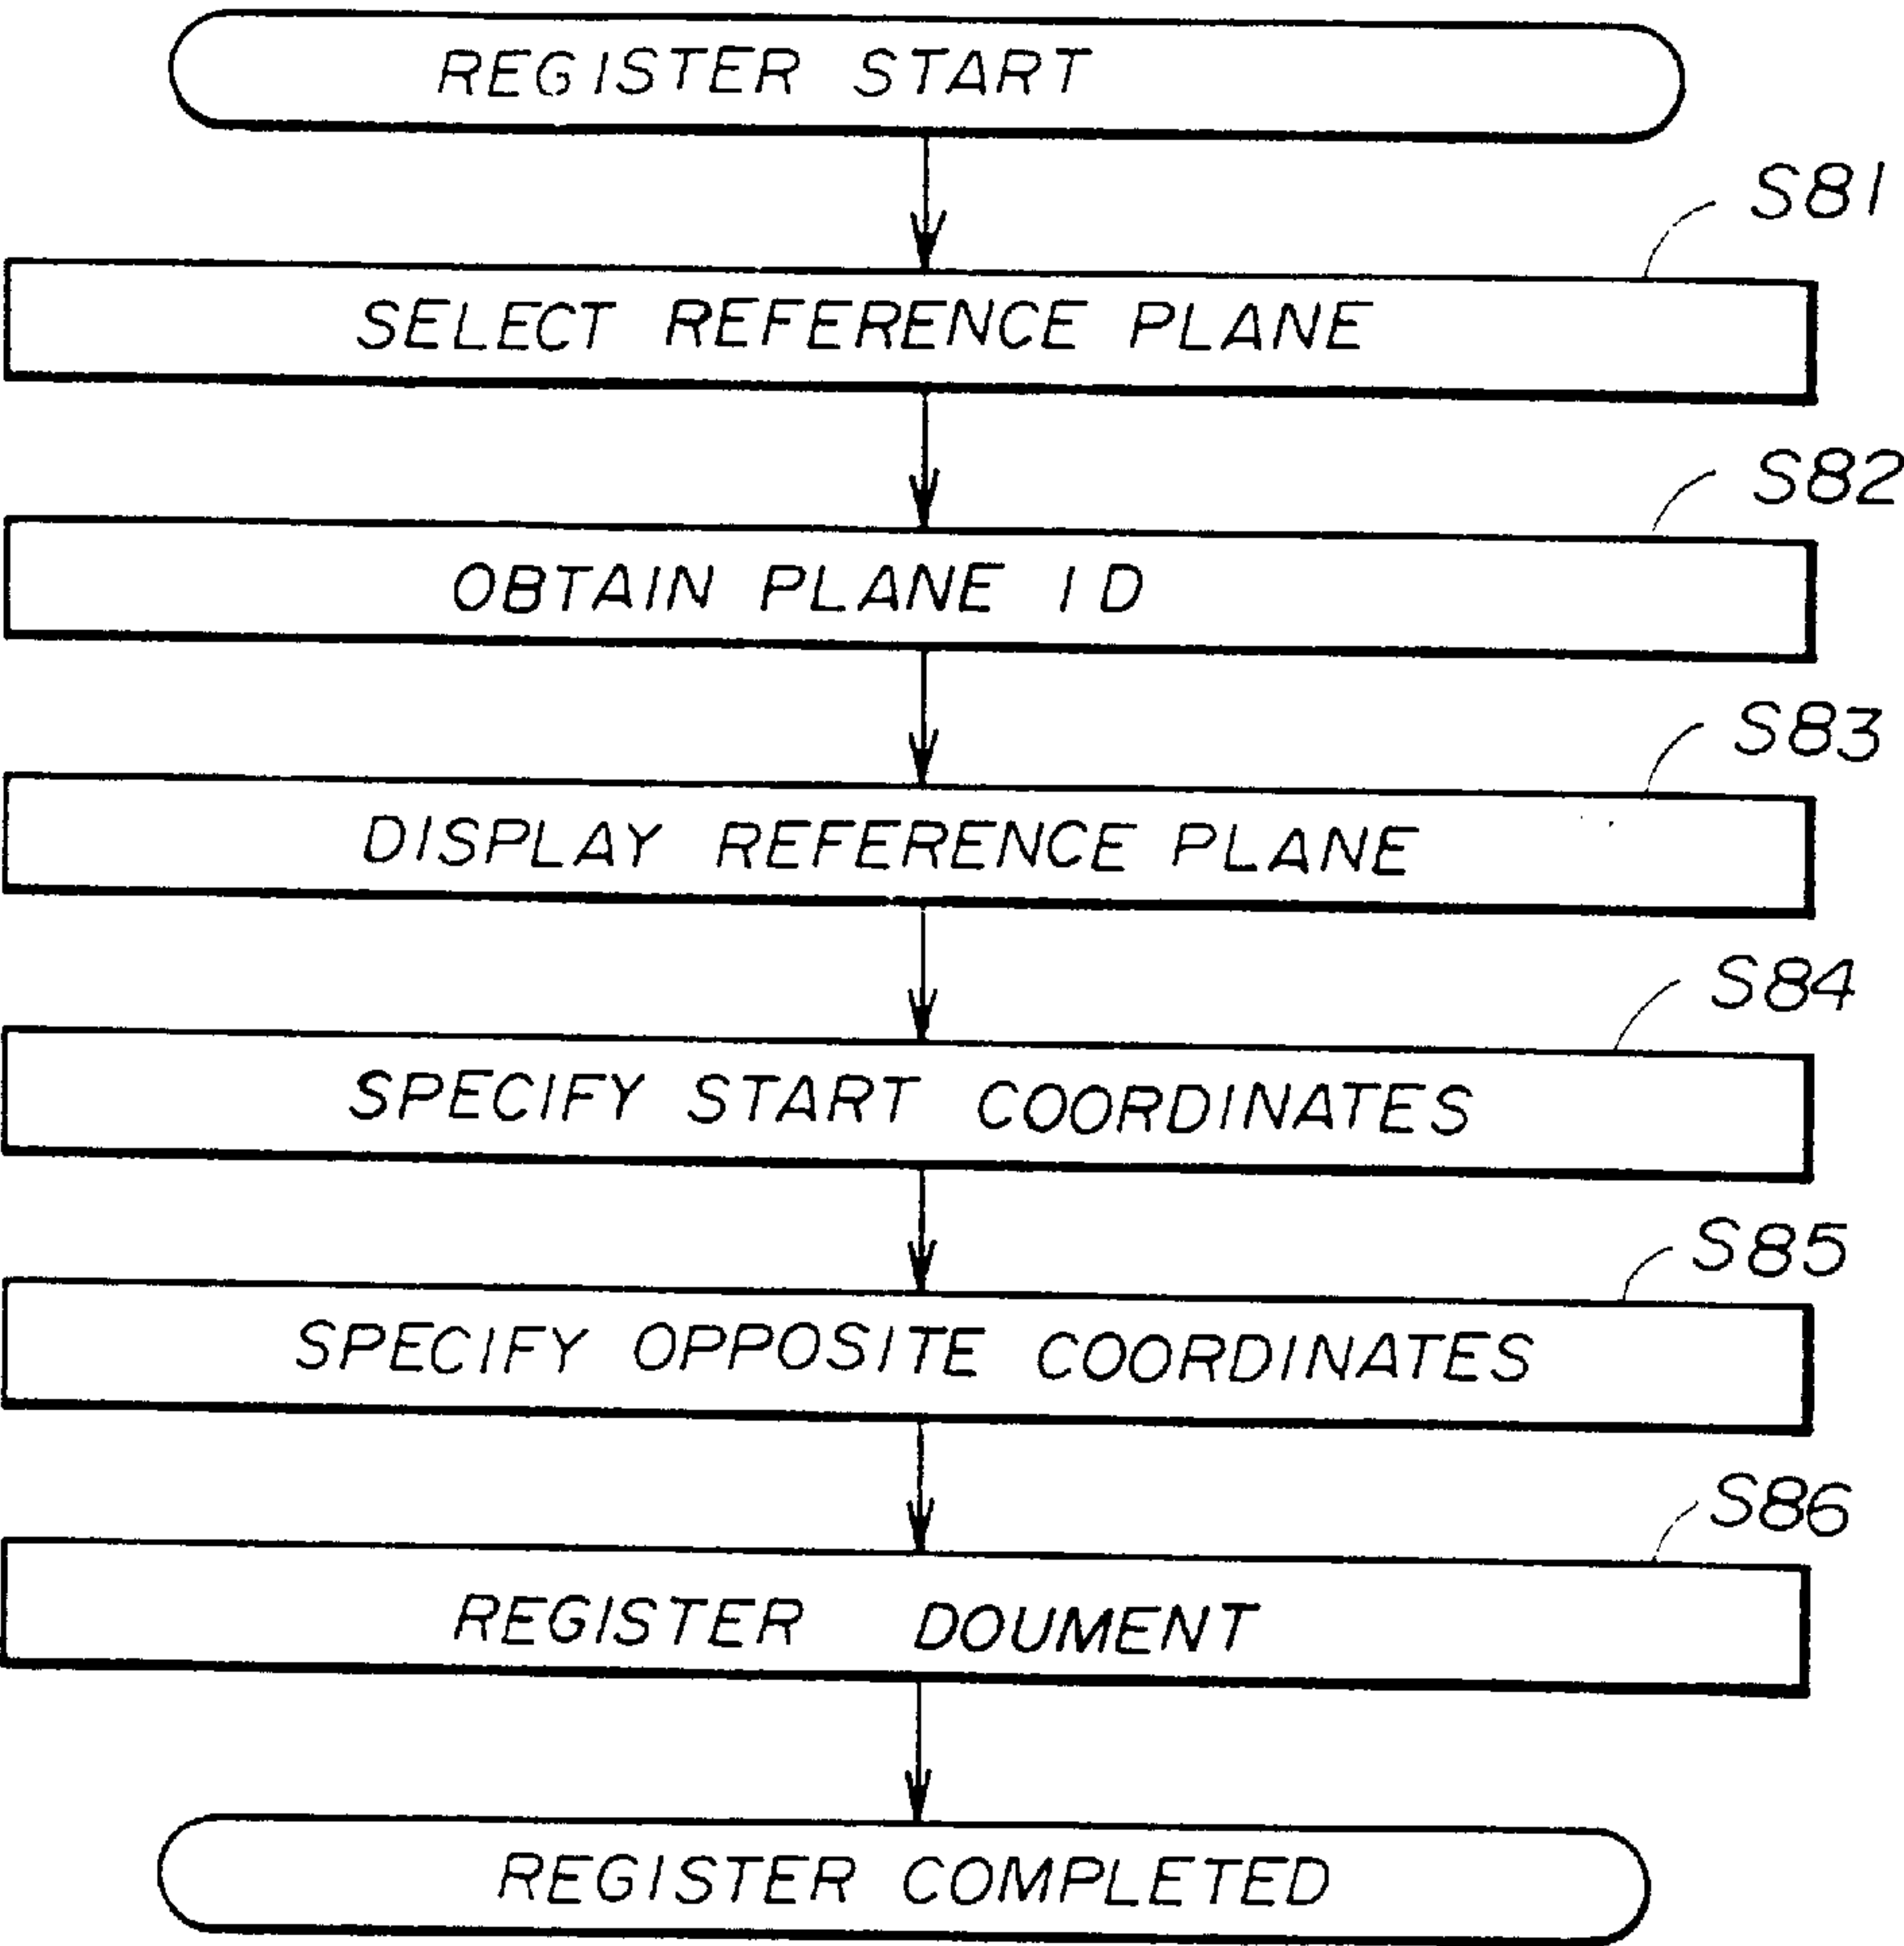 REGISTER START
S81
SELECT REFERENCE PLANE
S82
OBTAIN PLANE ID
S83
DISPLAY REFERENCE PLANE
S84
SPECIFY START COORDINATES
S85
SPECIFY OPPOSITE COORDINATES
S86
REGISTER DOUMENT
REGISTER COMPLETED